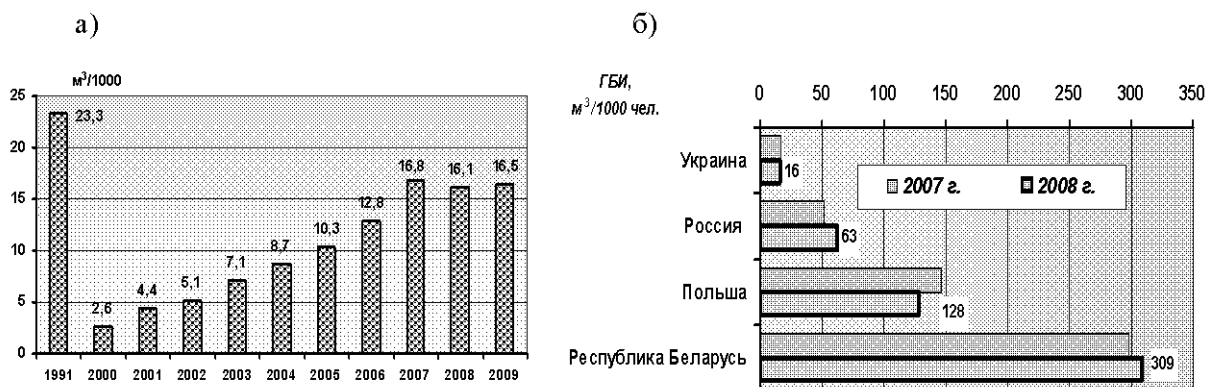 а)
м³/1000
25
20
15
10
5
0
23,3
2,6
4,4
5,1
7,1
8,7
10,3
12,8
16,8
16,1
16,5
1991 2000 2001 2002 2003 2004 2005 2006 2007 2008 2009
б)
ГБИ,
м³/1000 чел.
0 50 100 150 200 250 300 350
Украина
16
2007 г. 2008 г.
Россия
63
Польша
128
Республика Беларусь
309